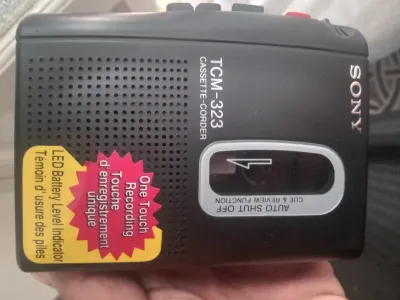 SONY
TCM-323
CASSETTE-CORDER
AUTO SHUT OFF
CUE & REVIEW FUNCTION
One Touch
Recording
Touche
d'enregistrement
unique
LED Battery Level Indicator
Témoin d'usure des piles